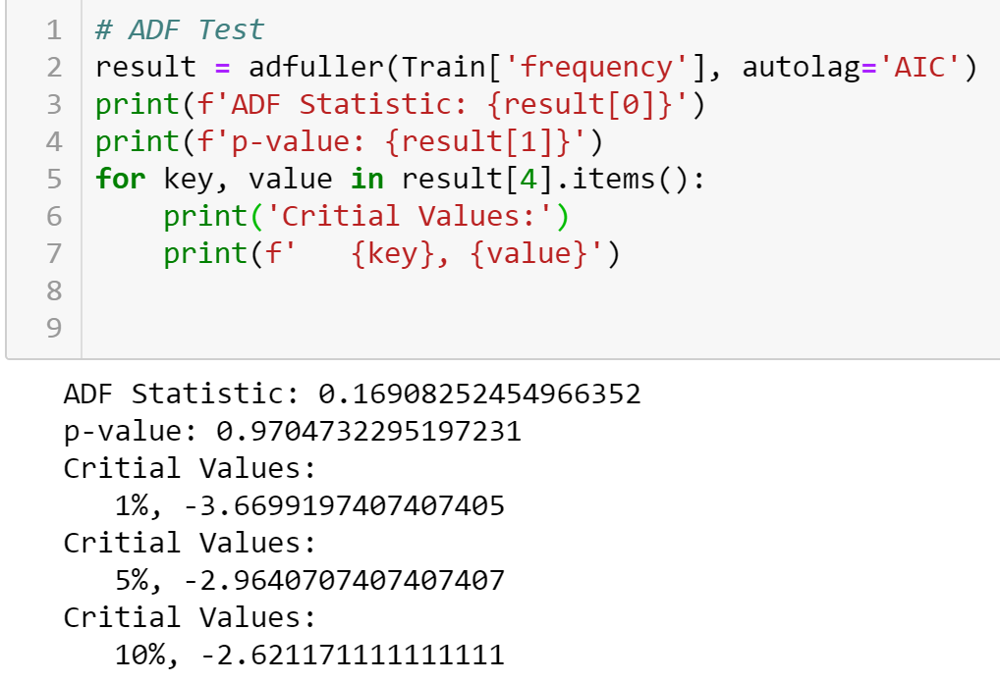 1 # ADF Test
2 result = adfuller(Train['frequency'], autolag='AIC')
3 print(f'ADF Statistic: {result[0]}')
4 print(f'p-value: {result[1]}')
5 for key, value in result[4].items():
6     print('Critial Values:')
7     print(f'   {key}, {value}')
8
9
ADF Statistic: 0.16908252454966352
p-value: 0.9704732295197231
Critial Values:
   1%, -3.6699197407407405
Critial Values:
   5%, -2.9640707407407407
Critial Values:
   10%, -2.621171111111111